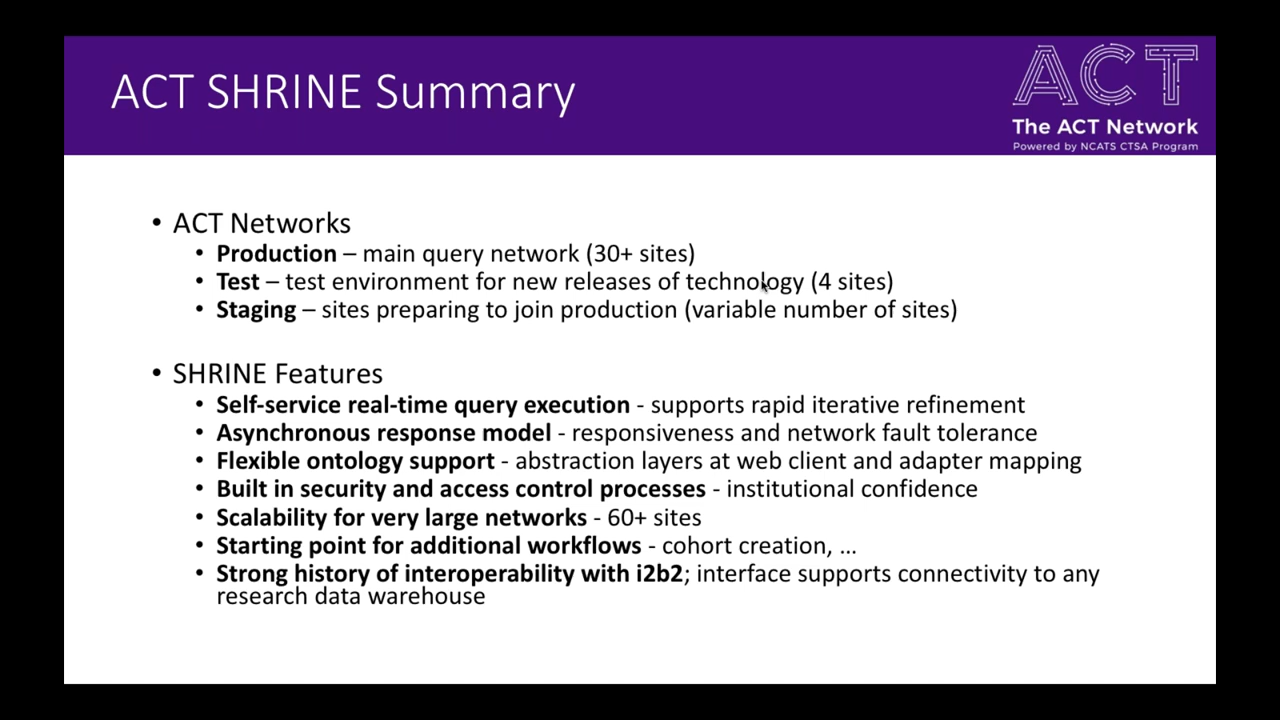 ACT SHRINE Summary
ACT
The ACT Network
Powered by NCATS CTSA Program
• ACT Networks
• Production – main query network (30+ sites)
• Test – test environment for new releases of technology (4 sites)
• Staging – sites preparing to join production (variable number of sites)
• SHRINE Features
• Self-service real-time query execution - supports rapid iterative refinement
• Asynchronous response model - responsiveness and network fault tolerance
• Flexible ontology support - abstraction layers at web client and adapter mapping
• Built in security and access control processes - institutional confidence
• Scalability for very large networks - 60+ sites
• Starting point for additional workflows - cohort creation, ...
• Strong history of interoperability with i2b2; interface supports connectivity to any
research data warehouse